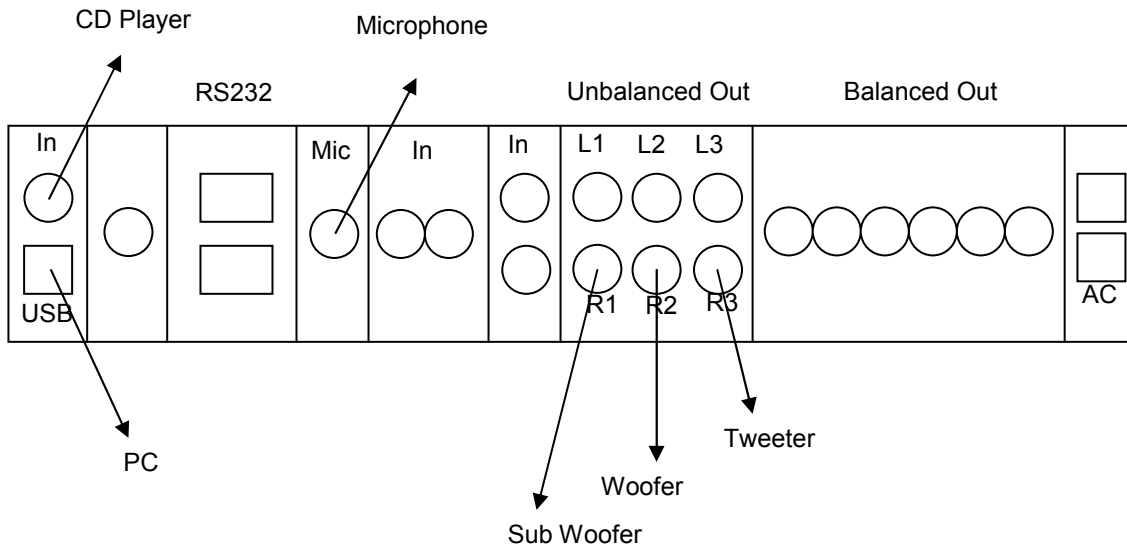 CD Player
Microphone
RS232
Unbalanced Out
Balanced Out
In
Mic
In
In
L1
L2
L3
USB
R1
R2
R3
AC
PC
Tweeter
Woofer
Sub Woofer